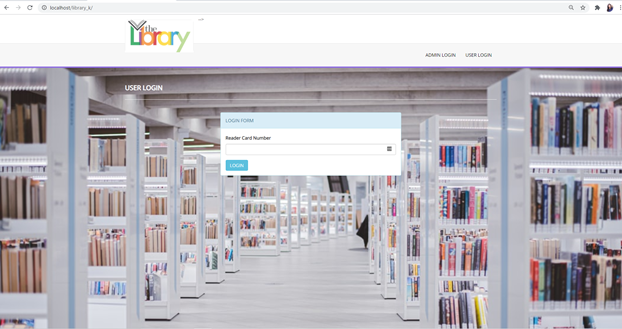 localhost/library_k/
the
Library
ADMIN LOGIN USER LOGIN
USER LOGIN
LOGIN FORM
Reader Card Number
LOGIN